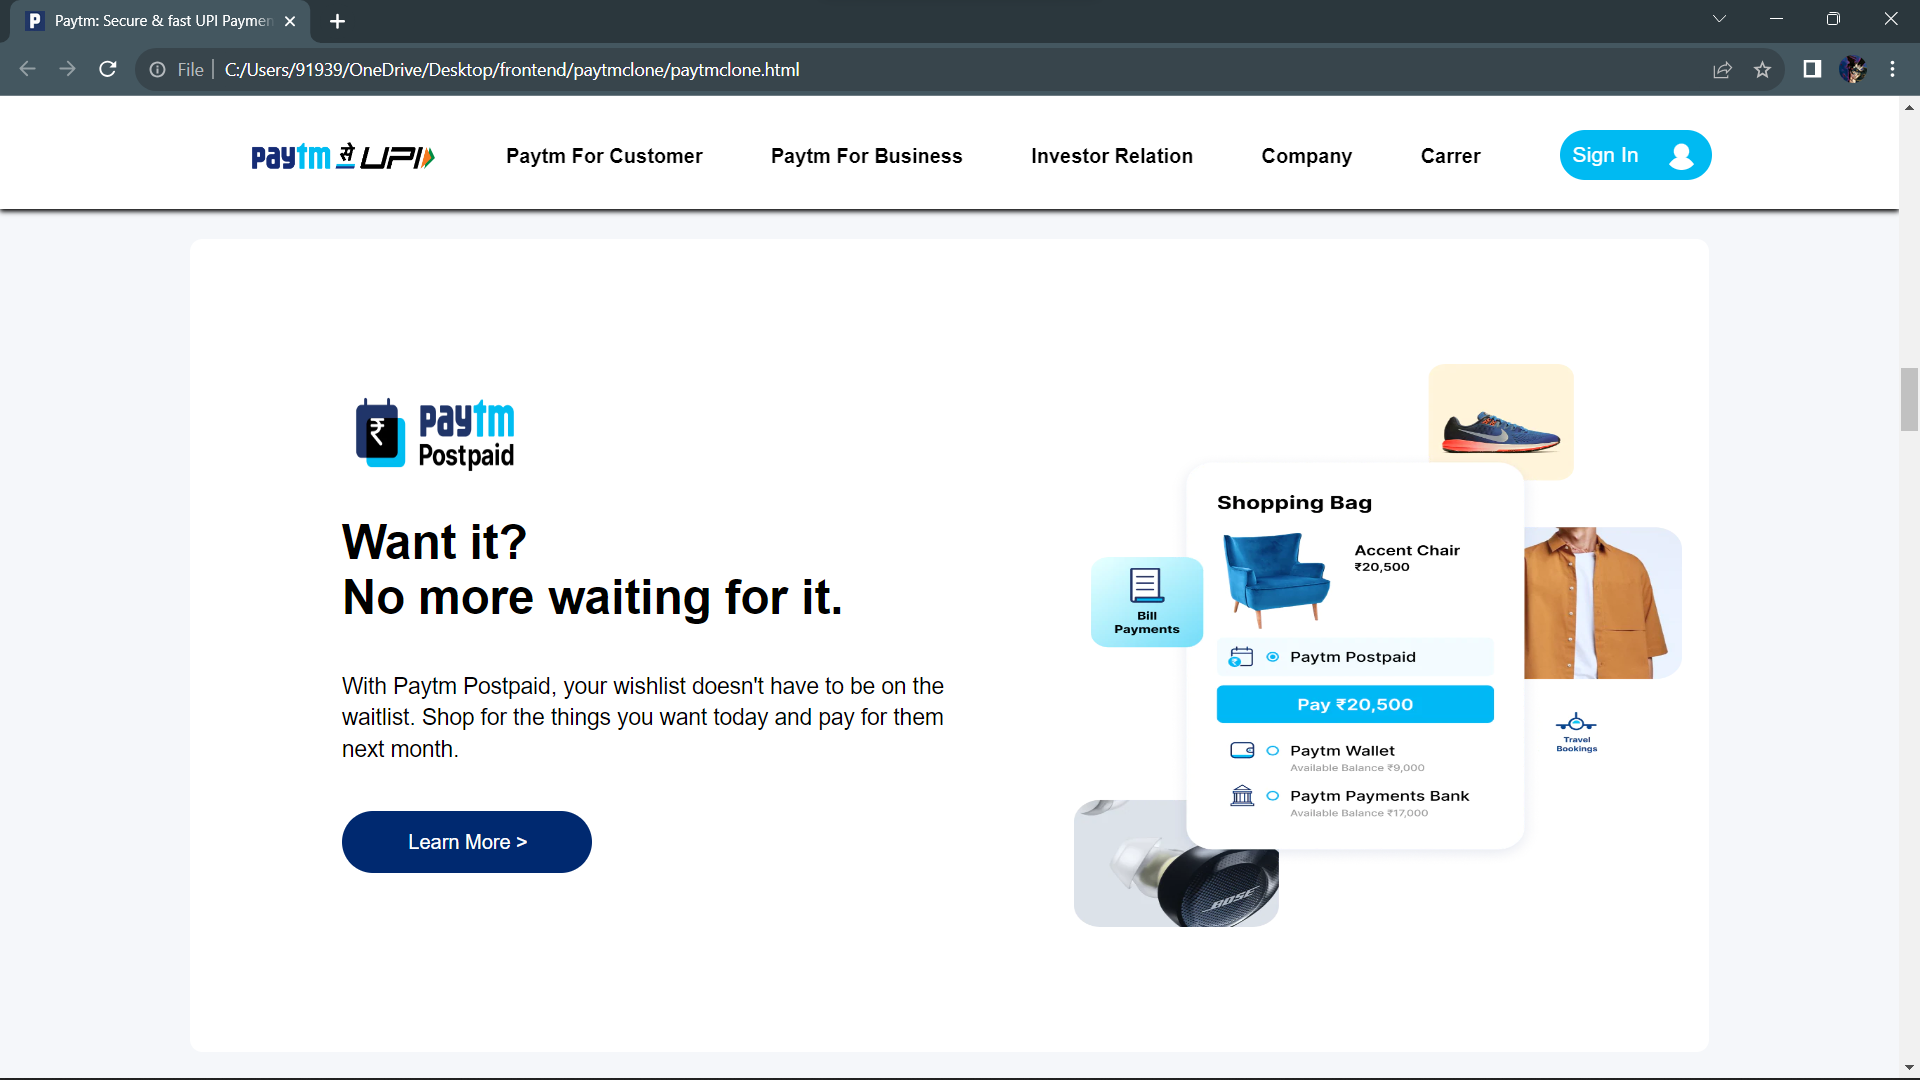 Paytm: Secure & fast UPI Paymen
File
C:/Users/91939/OneDrive/Desktop/frontend/paytmclone/paytmclone.html
paytm से UPI
Paytm For Customer
Paytm For Business
Investor Relation
Company
Carrer
Sign In
₹
paytm
Postpaid
Want it?
No more waiting for it.
With Paytm Postpaid, your wishlist doesn't have to be on the
waitlist. Shop for the things you want today and pay for them
next month.
Learn More >
Shopping Bag
Accent Chair
₹20,500
Bill
Payments
Paytm Postpaid
Pay ₹20,500
Paytm Wallet
Available Balance ₹9,000
Paytm Payments Bank
Available Balance ₹17,000
Travel
Bookings
BOSE